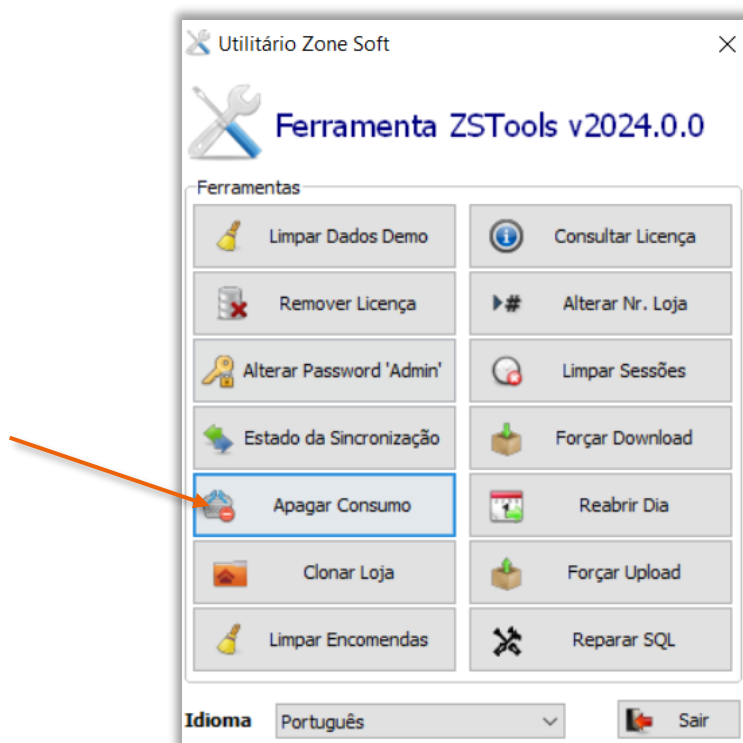 Utilitário Zone Soft
Ferramenta ZSTools v2024.0.0
Ferramentas
Limpar Dados Demo
Consultar Licença
Remover Licença
Alterar Nr. Loja
Alterar Password 'Admin'
Limpar Sessões
Estado da Sincronização
Forçar Download
Apagar Consumo
Reabrir Dia
Clonar Loja
Forçar Upload
Limpar Encomendas
Reparar SQL
Idioma Português Sair